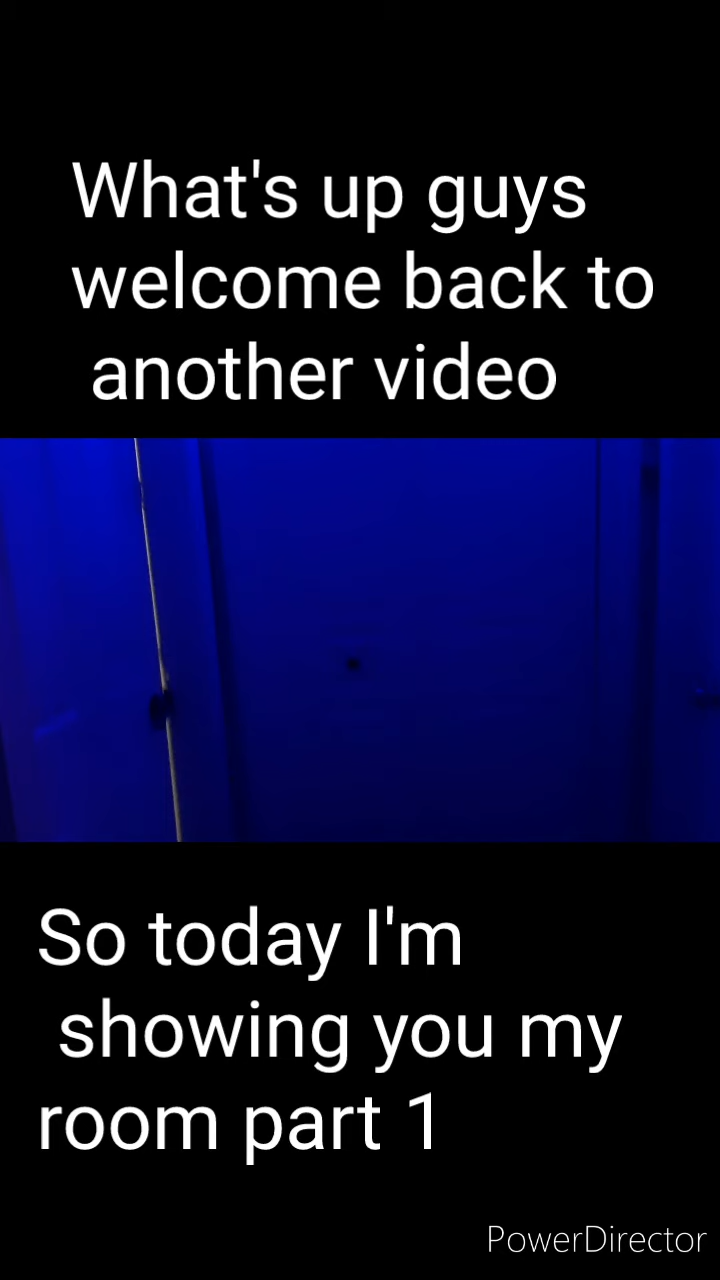 What's up guys
welcome back to
another video
So today I'm
showing you my
room part 1
PowerDirector